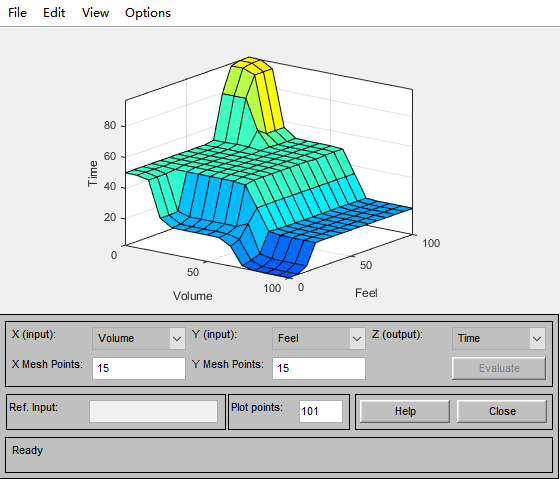 File Edit View Options
80
60
40
20
Time
0
50
100
Volume
0
50
100
Feel
X (input): Volume Y (input): Feel Z (output): Time
X Mesh Points: 15 Y Mesh Points: 15 Evaluate
Ref. Input: Plot points: 101 Help Close
Ready